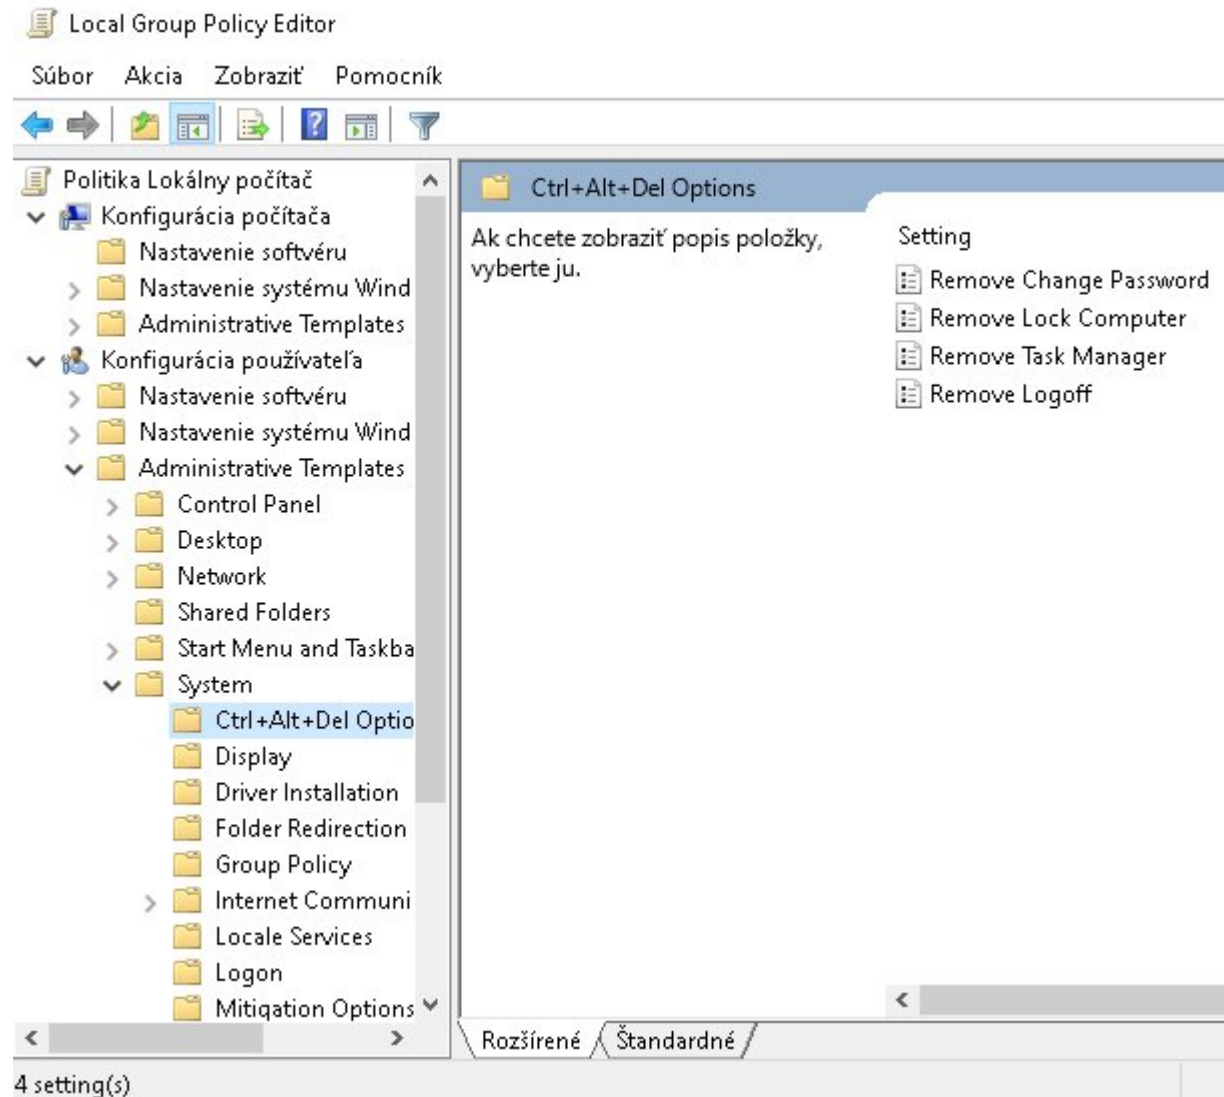 Local Group Policy Editor
Súbor Akcia Zobraziť Pomocník
Politika Lokálny počítač
Konfigurácia počítača
Nastavenie softvéru
Nastavenie systému Wind
Administrative Templates
Konfigurácia používateľa
Nastavenie softvéru
Nastavenie systému Wind
Administrative Templates
Control Panel
Desktop
Network
Shared Folders
Start Menu and Taskba
System
Ctrl+Alt+Del Optio
Display
Driver Installation
Folder Redirection
Group Policy
Internet Communi
Locale Services
Logon
Mitigation Options
Ctrl+Alt+Del Options
Ak chcete zobraziť popis položky,
vyberte ju.
Setting
Remove Change Password
Remove Lock Computer
Remove Task Manager
Remove Logoff
Rozšírené Štandardné
4 setting(s)